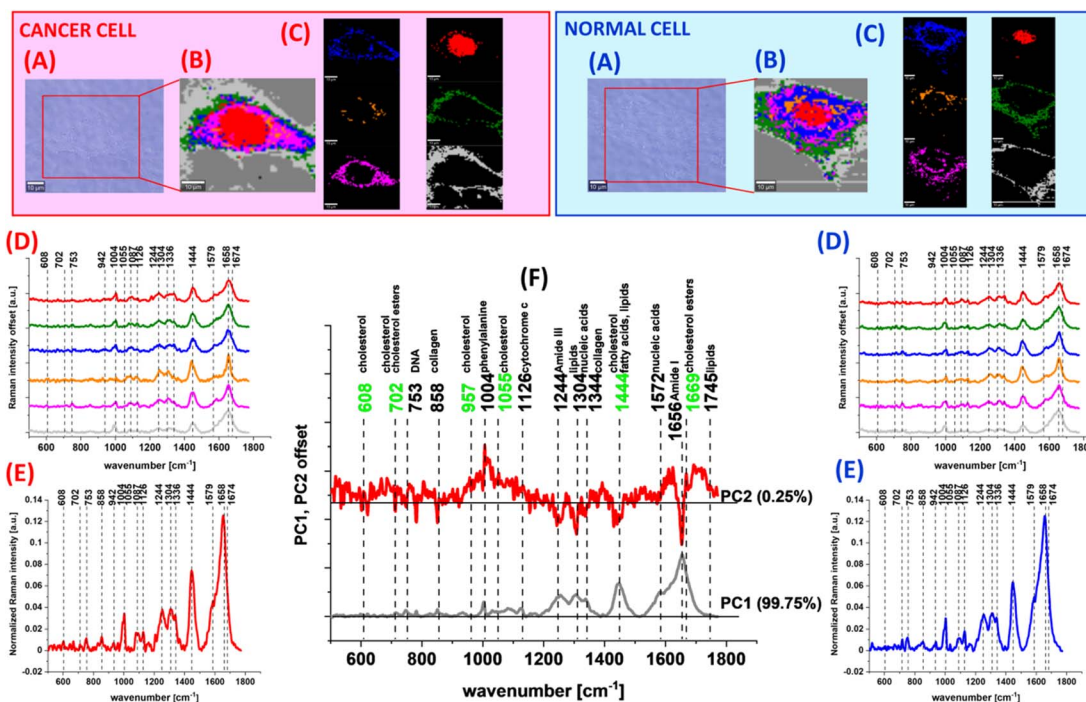 CANCER CELL
(A)
(B)
(C)
10 µm
10 µm
NORMAL CELL
(A)
(B)
(C)
10 µm
10 µm
(D)
608
702
753
942
1004
1055
1087
1126
1244
1304
1336
1444
1579
1658
1674
Raman intensity offset [a.u.]
600 800 1000 1200 1400 1600 1800
wavenumber [cm⁻¹]
(E)
0.14
0.12
0.1
0.08
0.06
0.04
0.02
0
-0.02
Normalized Raman intensity [a.u.]
608
702
753
858
942
1004
1055
1087
1126
1244
1304
1336
1444
1579
1658
1674
600 800 1000 1200 1400 1600 1800
wavenumber [cm⁻¹]
(F)
608 cholesterol
702 cholesterol cholesterol esters
753 DNA
858 collagen
957 cholesterol
1004 phenylalanine
1055 cholesterol
1126 cytochrome c
1244 Amide III
1304 lipids nucleic acids
1344 collagen
1444 cholesterol fatty acids, lipids
1572 nucleic acids
1656 Amide I
1669 cholesterol esters
1745 lipids
PC1, PC2 offset
PC2 (0.25%)
PC1 (99.75%)
600 800 1000 1200 1400 1600 1800
wavenumber [cm⁻¹]
(D)
608
702
753
942
1004
1055
1087
1126
1244
1304
1336
1444
1579
1658
1674
Raman intensity offset [a.u.]
600 800 1000 1200 1400 1600 1800
wavenumber [cm⁻¹]
(E)
0.14
0.12
0.10
0.08
0.06
0.04
0.02
0
-0.02
Normalized Raman intensity [a.u.]
608
702
753
858
942
1004
1055
1087
1126
1244
1304
1336
1444
1579
1658
1674
600 800 1000 1200 1400 1600 1800
wavenumber [cm⁻¹]